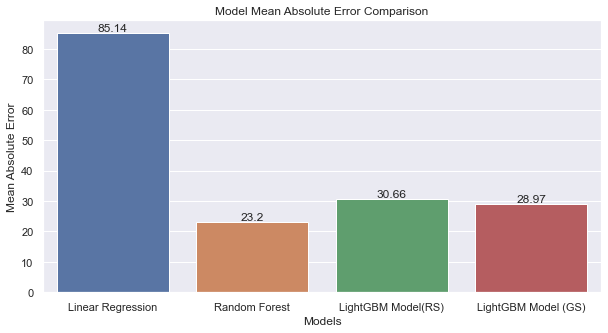 Model Mean Absolute Error Comparison
Mean Absolute Error
80
70
60
50
40
30
20
10
0
85.14
23.2
30.66
28.97
Linear Regression
Random Forest
LightGBM Model(RS)
LightGBM Model (GS)
Models